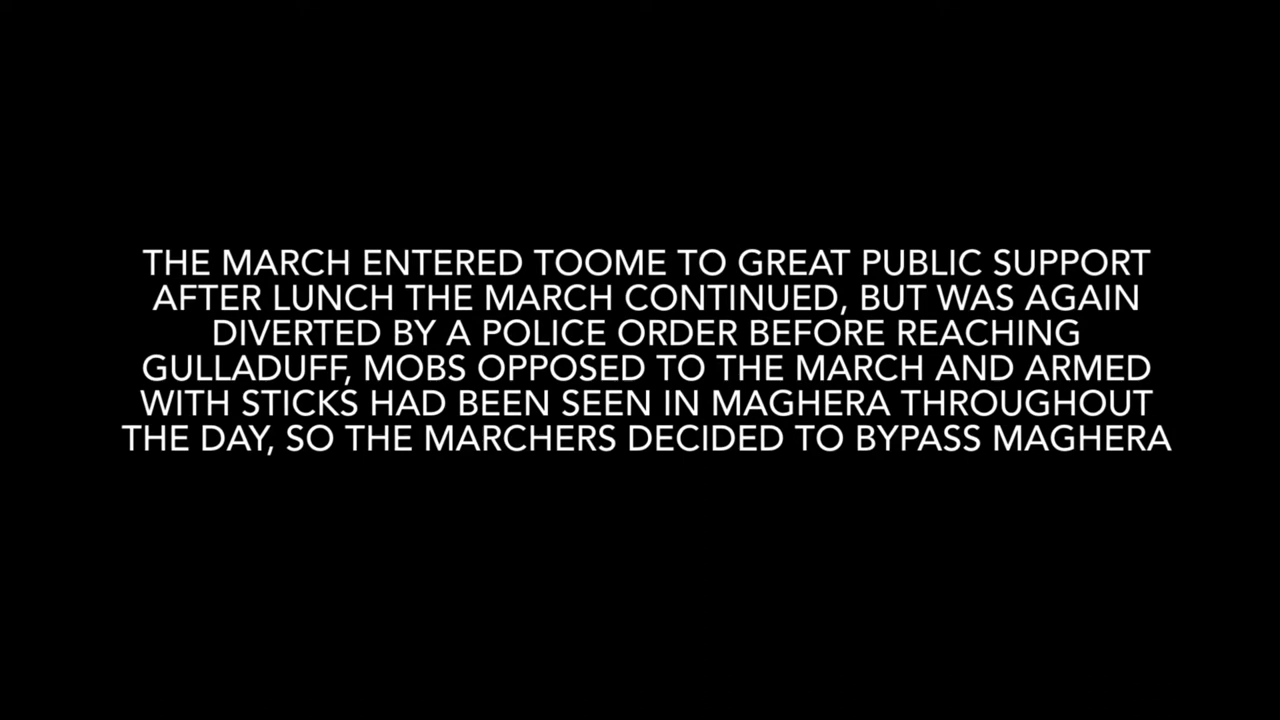 THE MARCH ENTERED TOOME TO GREAT PUBLIC SUPPORT
AFTER LUNCH THE MARCH CONTINUED, BUT WAS AGAIN
DIVERTED BY A POLICE ORDER BEFORE REACHING
GULLADUFF, MOBS OPPOSED TO THE MARCH AND ARMED
WITH STICKS HAD BEEN SEEN IN MAGHERA THROUGHOUT
THE DAY, SO THE MARCHERS DECIDED TO BYPASS MAGHERA